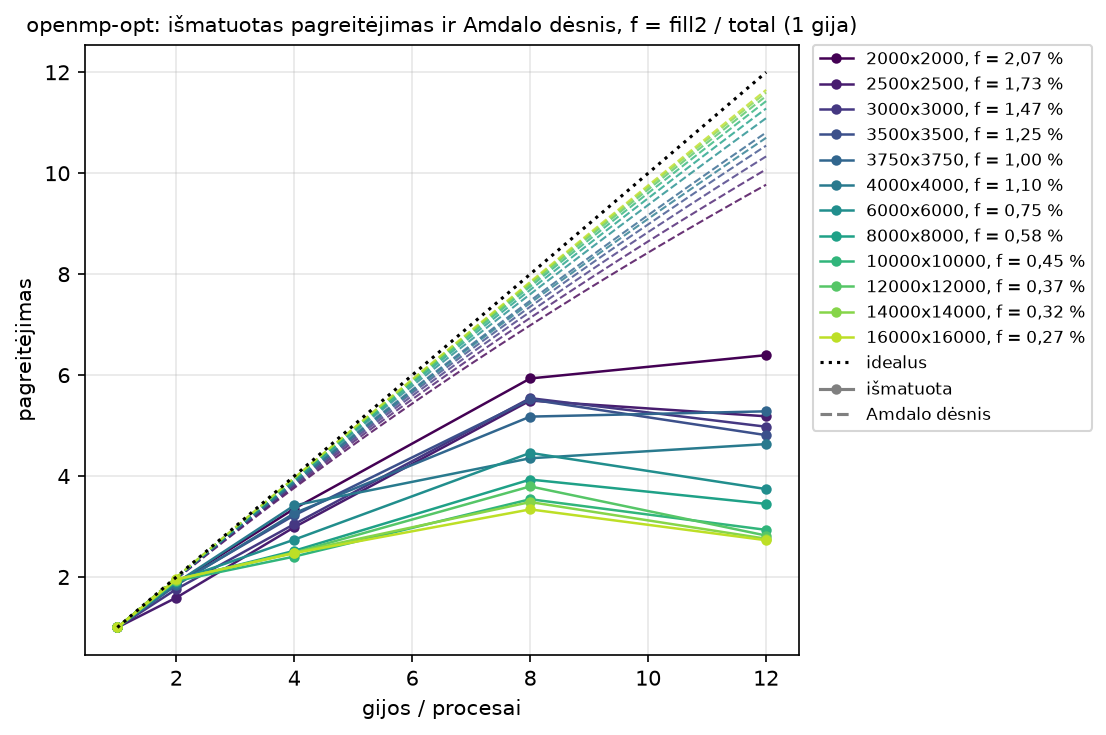 openmp-opt: išmatuotas pagreitėjimas ir Amdalo dėsnis, f = fill2 / total (1 gija)
12
10
8
6
4
2
pagreitėjimas
2
4
6
8
10
12
gijos / procesai
2000x2000, f = 2,07 %
2500x2500, f = 1,73 %
3000x3000, f = 1,47 %
3500x3500, f = 1,25 %
3750x3750, f = 1,00 %
4000x4000, f = 1,10 %
6000x6000, f = 0,75 %
8000x8000, f = 0,58 %
10000x10000, f = 0,45 %
12000x12000, f = 0,37 %
14000x14000, f = 0,32 %
16000x16000, f = 0,27 %
idealus
išmatuota
Amdalo dėsnis